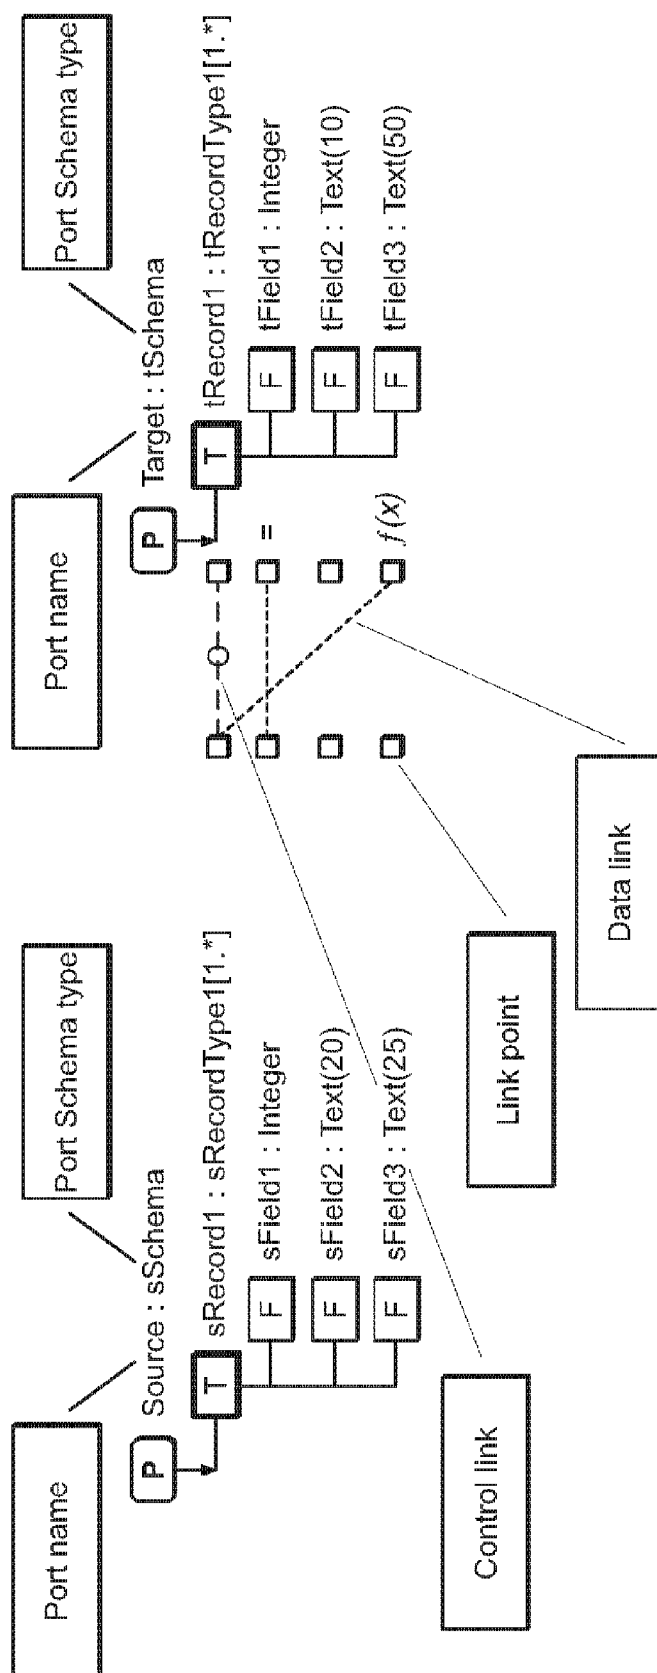 Port name
Port Schema type
Port name
Port Schema type
P
Source : sSchema
P
Target : tSchema
T
sRecord1 : sRecordType1[1..*]
T
tRecord1 : tRecordType1[1..*]
F
sField1 : Integer
=
F
tField1 : Integer
F
sField2 : Text(20)
F
tField2 : Text(10)
F
sField3 : Text(25)
f(x)
F
tField3 : Text(50)
Control link
Link point
Data link